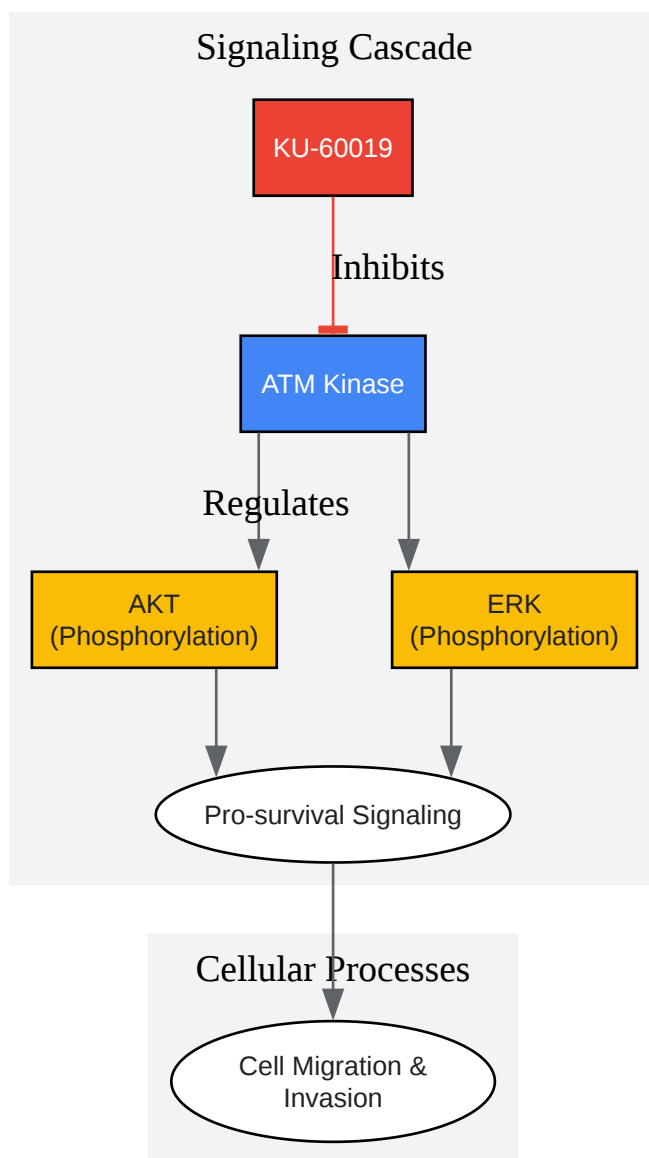 Signaling Cascade
KU-60019
Inhibits
ATM Kinase
Regulates
AKT
(Phosphorylation)
ERK
(Phosphorylation)
Pro-survival Signaling
Cellular Processes
Cell Migration &
Invasion